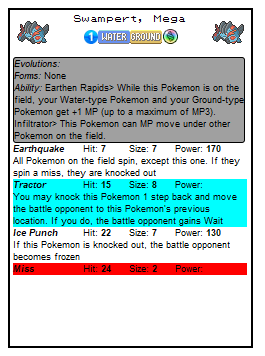 Swampert, Mega
1 WATER GROUND
Evolutions:
Forms: None
Ability: Earthen Rapids> While this Pokemon is on the
field, your Water-type Pokemon and your Ground-type
Pokemon get +1 MP (up to a maximum of MP3).
Infiltrator> This Pokemon can MP move under other
Pokemon on the field.
Earthquake Hit: 7 Size: 7 Power: 170
All Pokemon on the field spin, except this one. If they
spin a miss, they are knocked out
Tractor Hit: 15 Size: 8 Power:
You may knock this Pokemon 1 step back and move
the battle opponent to this Pokemon's previous
location. If you do, the battle opponent gains Wait
Ice Punch Hit: 22 Size: 7 Power: 130
If this Pokemon is knocked out, the battle opponent
becomes frozen
Miss Hit: 24 Size: 2 Power: